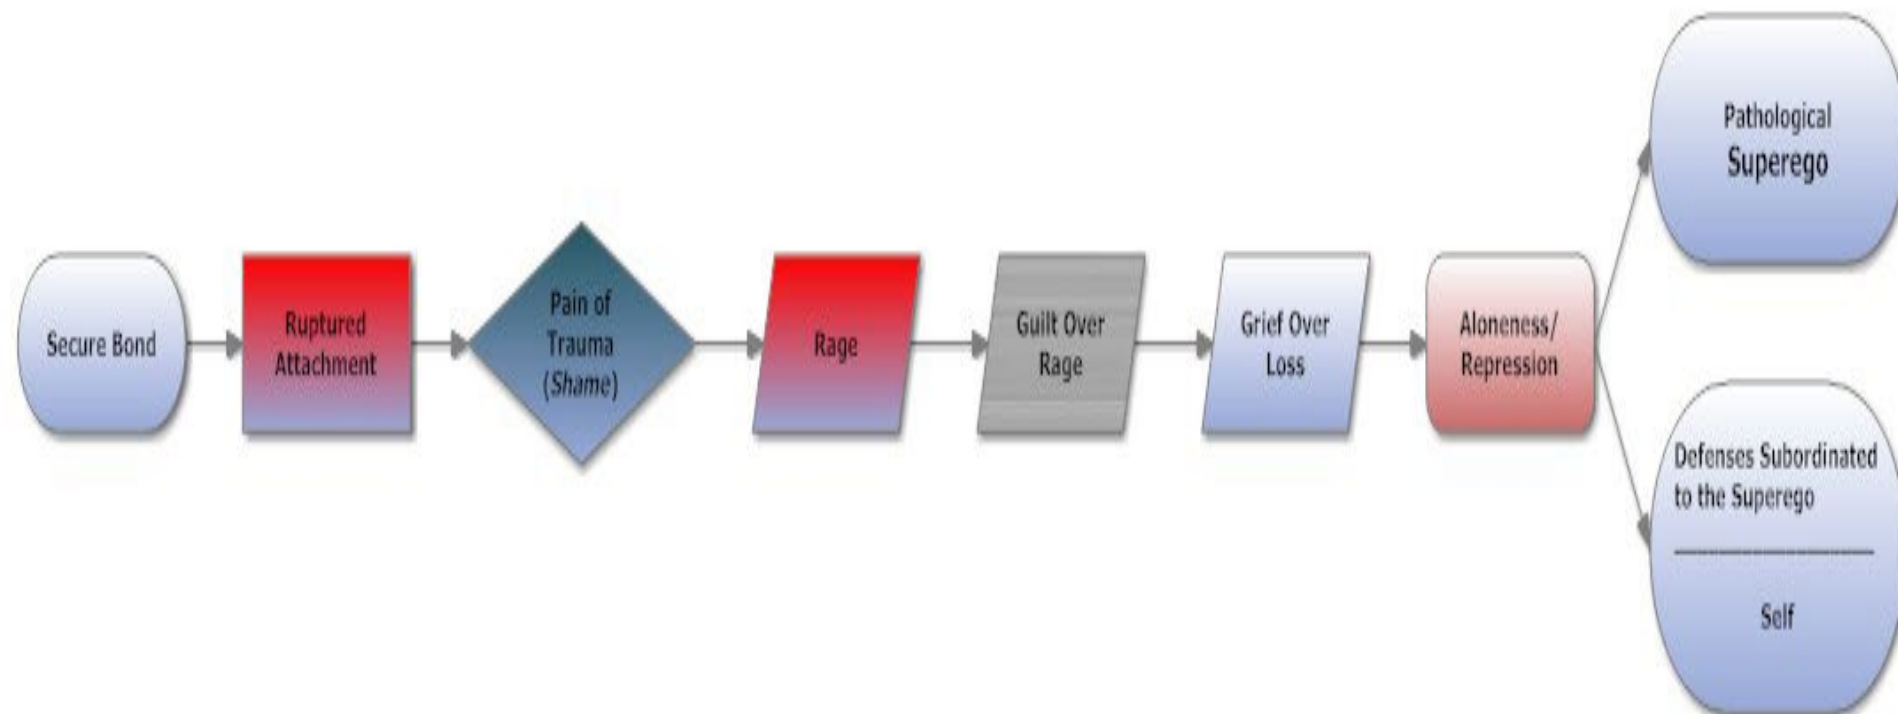 Secure Bond
Ruptured
Attachment
Pain of
Trauma
(Shame)
Rage
Guilt Over
Rage
Grief Over
Loss
Aloneness/
Repression
Pathological
Superego
Defenses Subordinated
to the Superego
Self